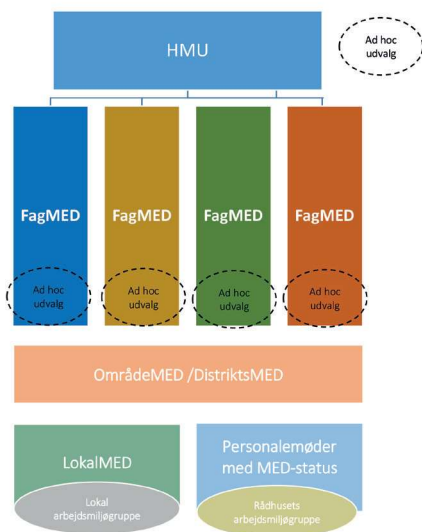 HMU
Ad hoc
udvalg
FagMED
FagMED
FagMED
FagMED
Ad hoc
udvalg
Ad hoc
udvalg
Ad hoc
udvalg
Ad hoc
udvalg
OmrådeMED /DistriktsMED
LokalMED
Lokal
arbejdsmiljøgruppe
Personalemøder
med MED-status
Rådhusets
arbejdsmiljøgruppe